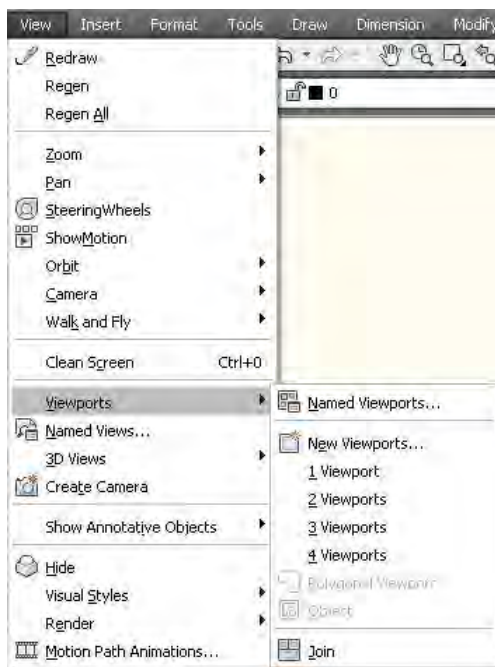 View Insert Format Tools Draw Dimension Modify
Redraw
Regen
Regen All
0
Zoom
Pan
SteeringWheels
ShowMotion
Orbit
Camera
Walk and Fly
Clean Screen Ctrl+0
Viewports
Named Views...
3D Views
Create Camera
Show Annotative Objects
Hide
Visual Styles
Render
Motion Path Animations...
Named Viewports...
New Viewports...
1 Viewport
2 Viewports
3 Viewports
4 Viewports
Polygonal Viewport
Object
Join